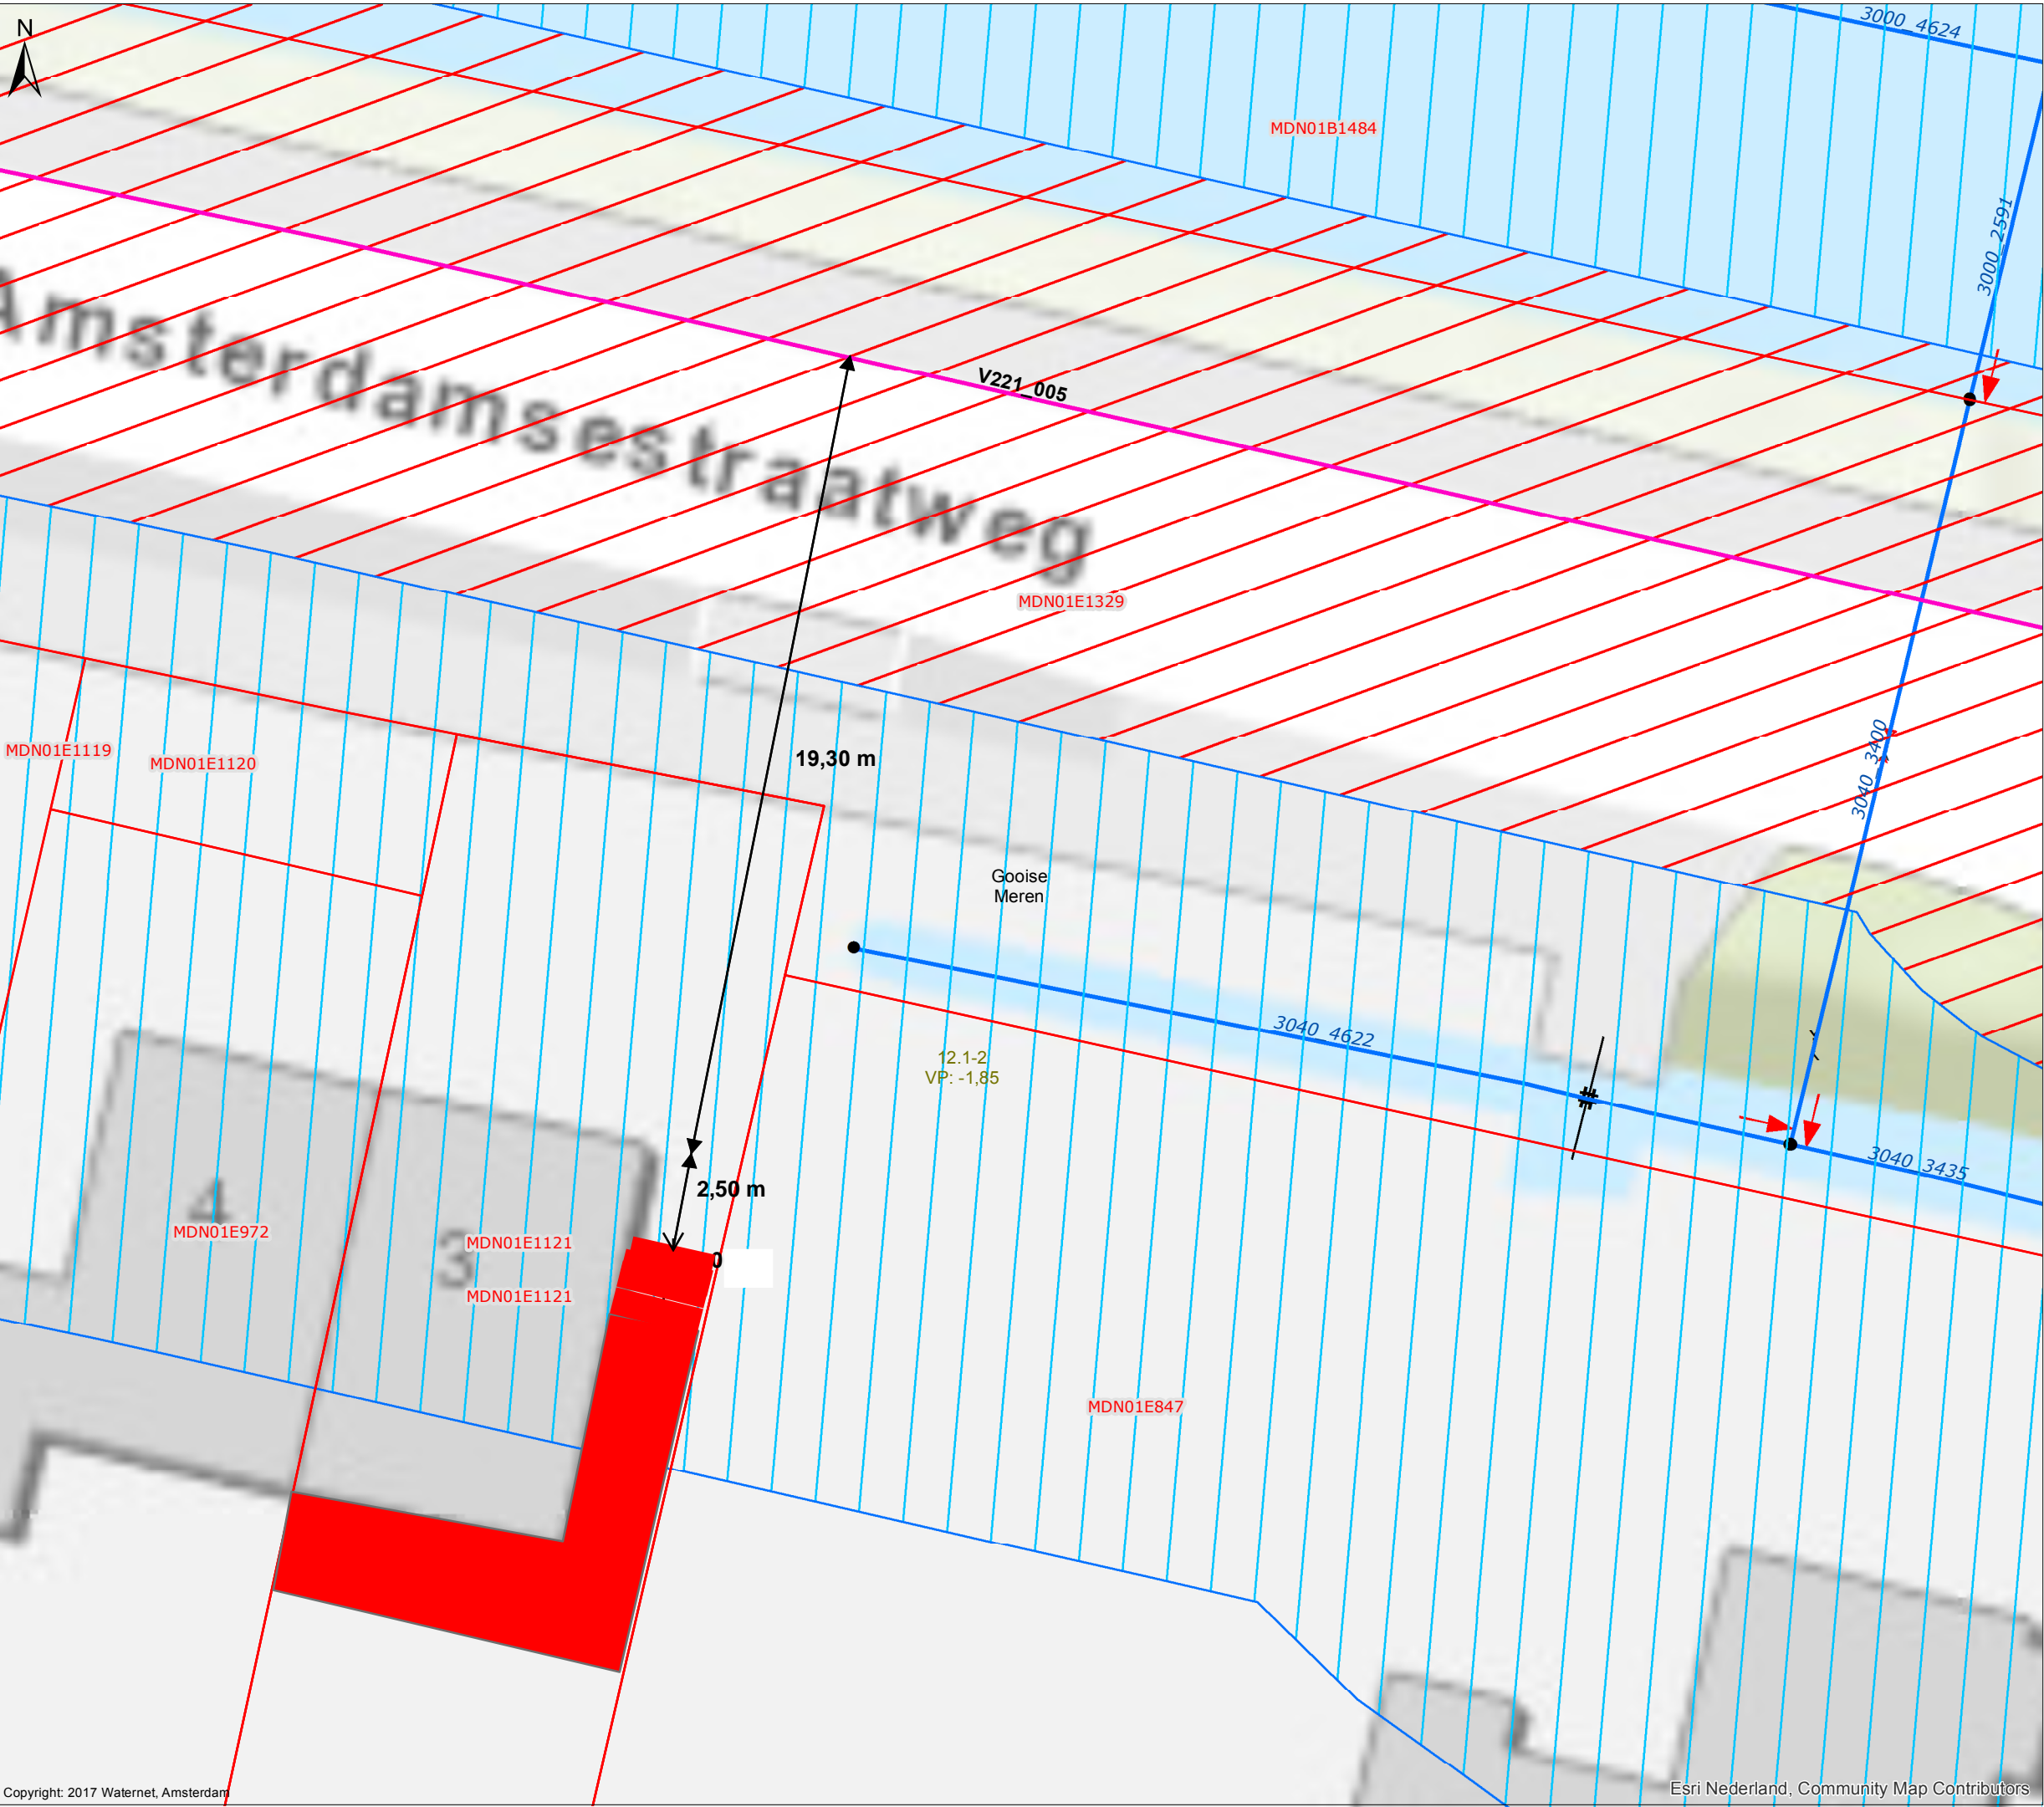 N
3000_4624
MDN01B1484
3000_2591
Amsterdamsestraatweg
V221_005
MDN01E1329
3040_3400
MDN01E1119
MDN01E1120
19,30 m
Gooise
Meren
3040_4622
12.1-2
VP: -1,85
3040_3435
2,50 m
4
MDN01E972
3
MDN01E1121
0
MDN01E1121
MDN01E847
Copyright: 2017 Waternet, Amsterdam
Esri Nederland, Community Map Contributors